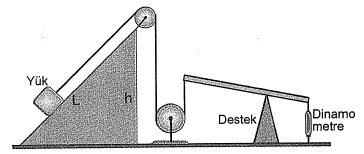 Yük
L
h
Destek
Dinamo
metre